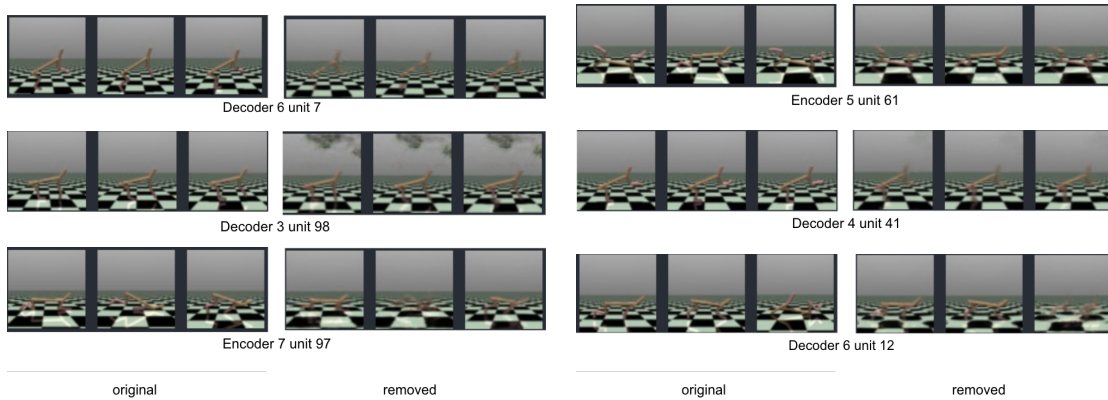 Decoder 6 unit 7
Decoder 3 unit 98
Encoder 7 unit 97
original
removed
Encoder 5 unit 61
Decoder 4 unit 41
Decoder 6 unit 12
original
removed